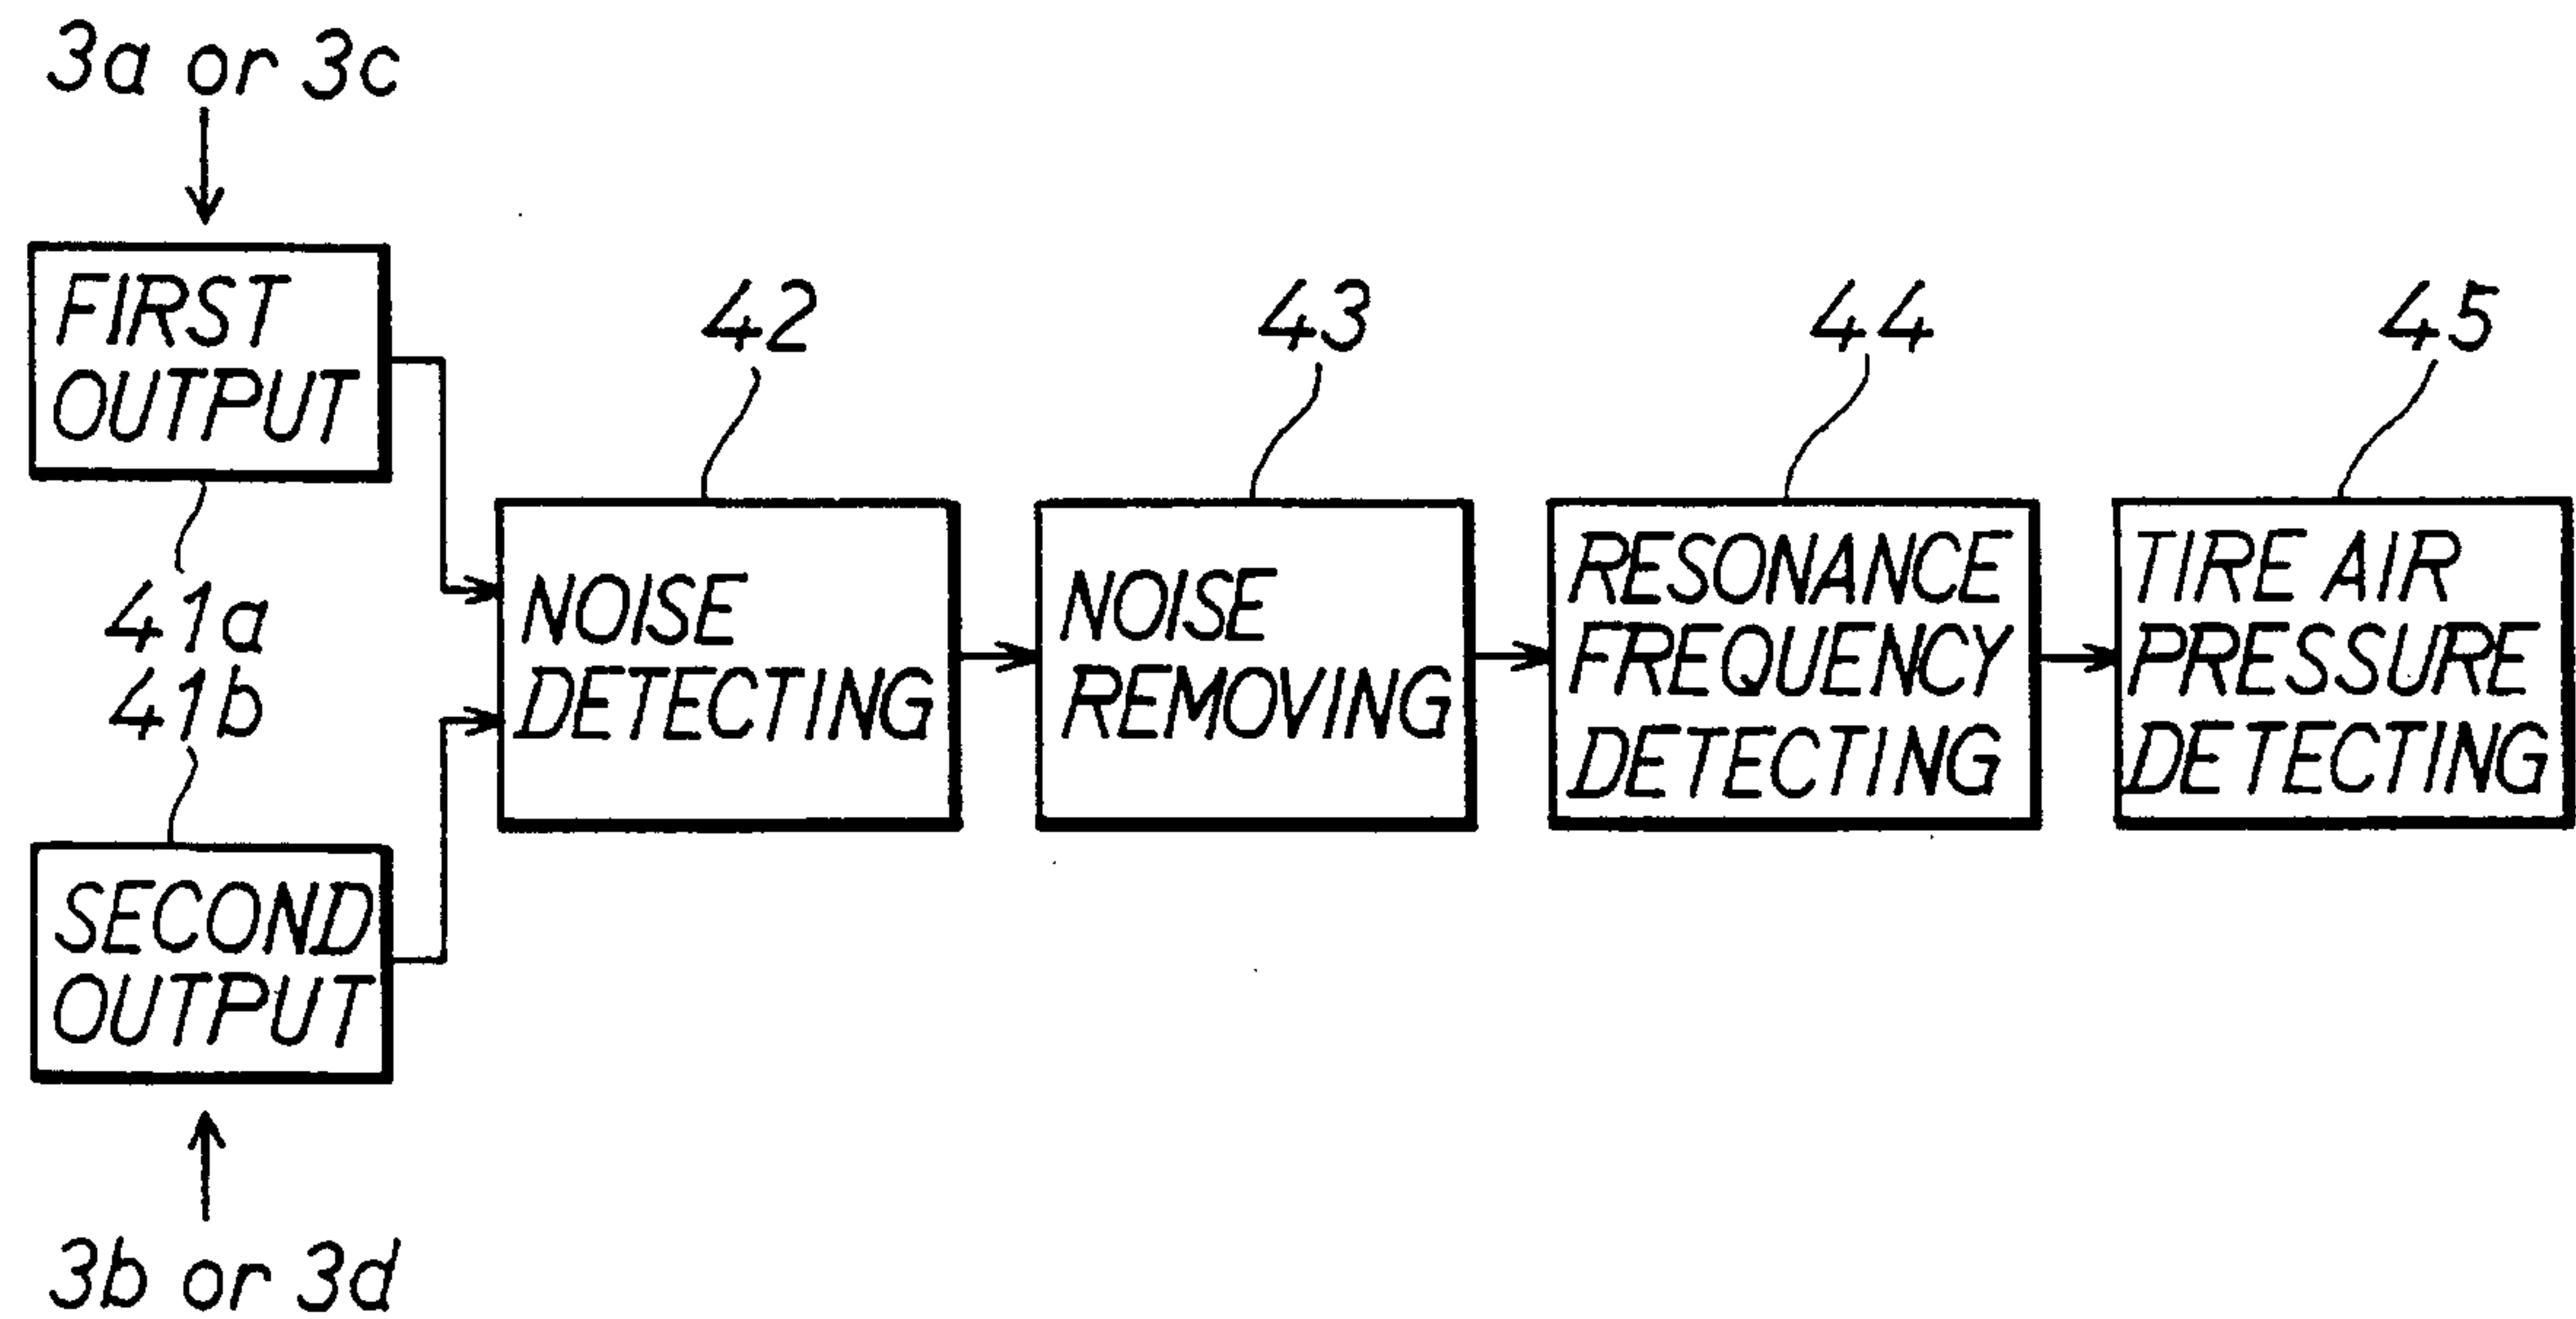 3a or 3c
FIRST
OUTPUT
41a
41b
SECOND
OUTPUT
3b or 3d
42
NOISE
DETECTING
43
NOISE
REMOVING
44
RESONANCE
FREQUENCY
DETECTING
45
TIRE AIR
PRESSURE
DETECTING